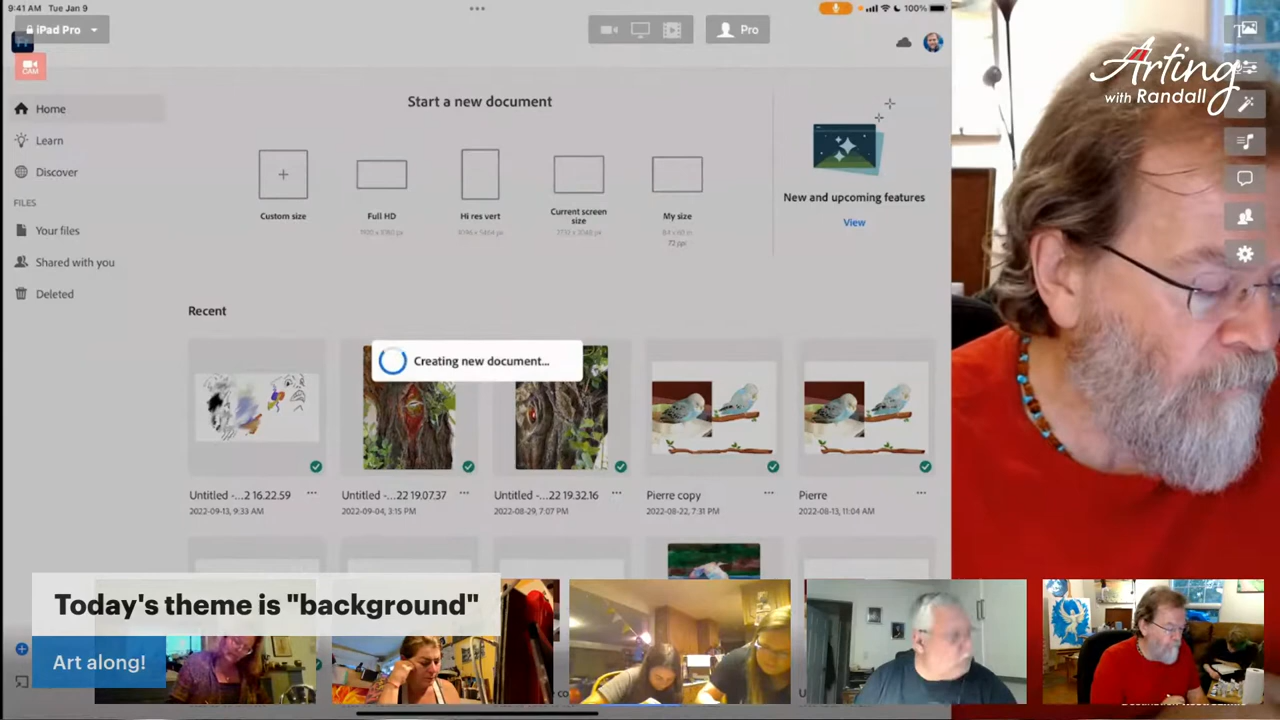 9:41 AM Tue Jan 9
100%
iPad Pro
Pro
CAM
Arting
with Randall
Home
Learn
Discover
FILES
Your files
Shared with you
Deleted
Start a new document
Custom size
Full HD
Hi res vert
Current screen
size
My size
72 ppi
New and upcoming features
View
Recent
Creating new document...
Untitled -...2 16.22.59
2022-09-13, 9:33 AM
Untitled -...22 19.07.37
2022-09-04, 3:15 PM
Untitled -...22 19.32.16
2022-08-29, 7:07 PM
Pierre copy
2022-08-22, 7:31 PM
Pierre
2022-08-13, 11:04 AM
Today's theme is "background"
Art along!